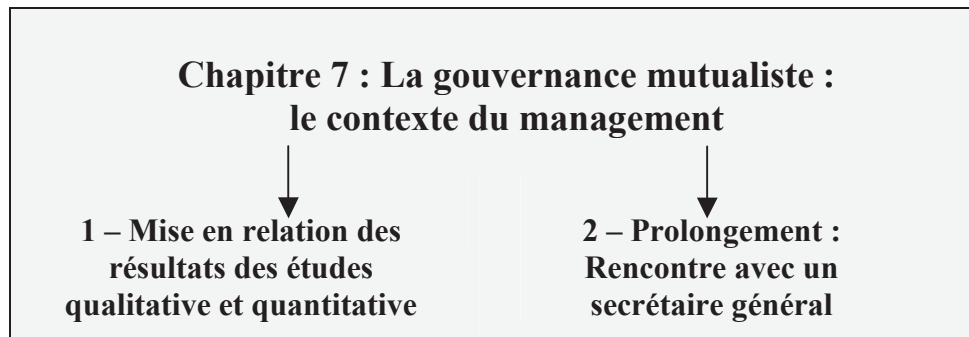 Chapitre 7 : La gouvernance mutualiste :
le contexte du management
1 – Mise en relation des
résultats des études
qualitative et quantitative
2 – Prolongement :
Rencontre avec un
secrétaire général